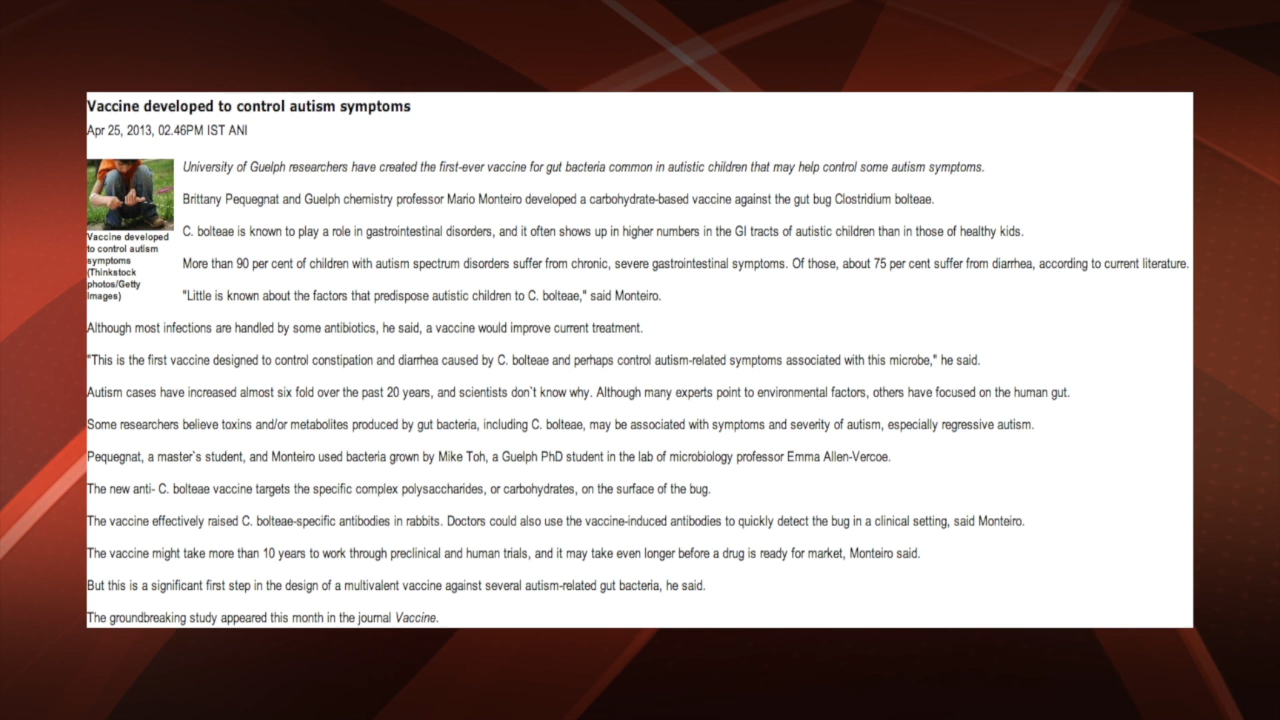 Vaccine developed to control autism symptoms
Apr 25, 2013, 02.46PM IST ANI
Vaccine developed
to control autism
symptoms
(Thinkstock
photos/Getty
Images)
University of Guelph researchers have created the first-ever vaccine for gut bacteria common in autistic children that may help control some autism symptoms.
Brittany Pequegnat and Guelph chemistry professor Mario Monteiro developed a carbohydrate-based vaccine against the gut bug Clostridium bolteae.
C. bolteae is known to play a role in gastrointestinal disorders, and it often shows up in higher numbers in the GI tracts of autistic children than in those of healthy kids.
More than 90 per cent of children with autism spectrum disorders suffer from chronic, severe gastrointestinal symptoms. Of those, about 75 per cent suffer from diarrhea, according to current literature.
"Little is known about the factors that predispose autistic children to C. bolteae," said Monteiro.
Although most infections are handled by some antibiotics, he said, a vaccine would improve current treatment.
"This is the first vaccine designed to control constipation and diarrhea caused by C. bolteae and perhaps control autism-related symptoms associated with this microbe," he said.
Autism cases have increased almost six fold over the past 20 years, and scientists don`t know why. Although many experts point to environmental factors, others have focused on the human gut.
Some researchers believe toxins and/or metabolites produced by gut bacteria, including C. bolteae, may be associated with symptoms and severity of autism, especially regressive autism.
Pequegnat, a master`s student, and Monteiro used bacteria grown by Mike Toh, a Guelph PhD student in the lab of microbiology professor Emma Allen-Vercoe.
The new anti- C. bolteae vaccine targets the specific complex polysaccharides, or carbohydrates, on the surface of the bug.
The vaccine effectively raised C. bolteae-specific antibodies in rabbits. Doctors could also use the vaccine-induced antibodies to quickly detect the bug in a clinical setting, said Monteiro.
The vaccine might take more than 10 years to work through preclinical and human trials, and it may take even longer before a drug is ready for market, Monteiro said.
But this is a significant first step in the design of a multivalent vaccine against several autism-related gut bacteria, he said.
The groundbreaking study appeared this month in the journal Vaccine.